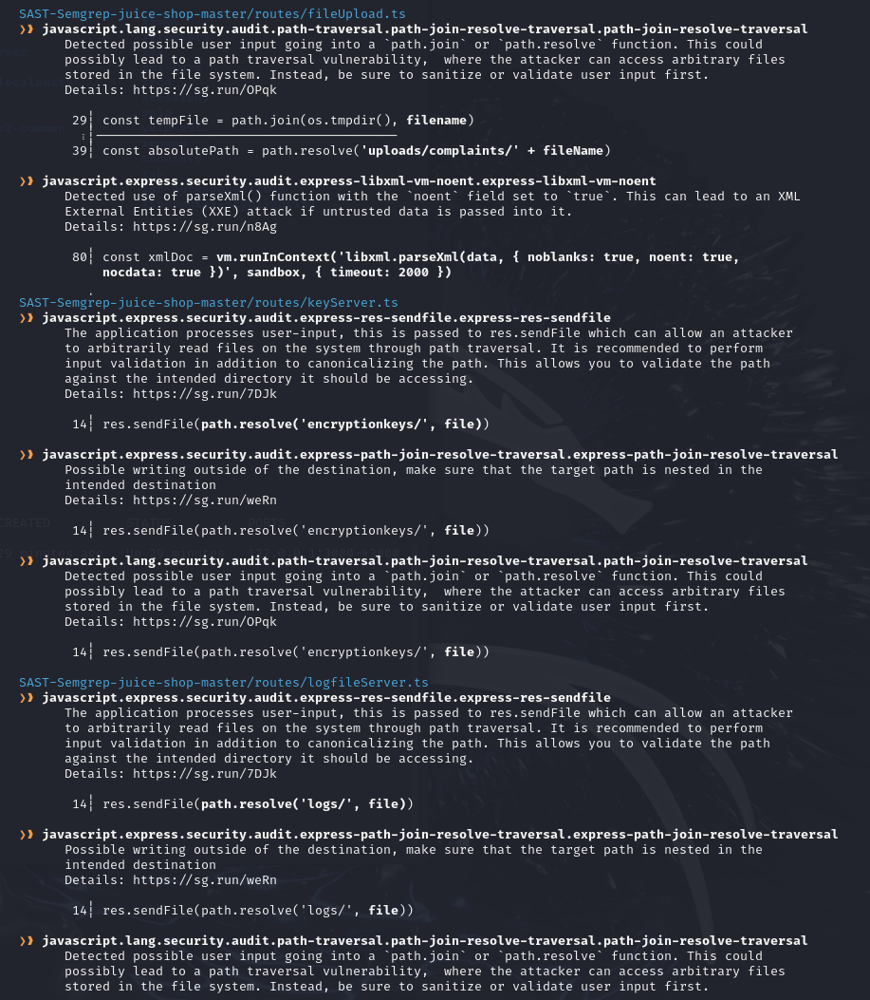 SAST-Semgrep-juice-shop-master/routes/fileUpload.ts
❯❱ javascript.lang.security.audit.path-traversal.path-join-resolve-traversal.path-join-resolve-traversal
Detected possible user input going into a `path.join` or `path.resolve` function. This could
possibly lead to a path traversal vulnerability,  where the attacker can access arbitrary files
stored in the file system. Instead, be sure to sanitize or validate user input first.
Details: https://sg.run/OPqk
29┆ const tempFile = path.join(os.tmpdir(), filename)
⋮┆----------------------------------------
39┆ const absolutePath = path.resolve('uploads/complaints/' + fileName)
❯❱ javascript.express.security.audit.express-libxml-vm-noent.express-libxml-vm-noent
Detected use of parseXml() function with the `noent` field set to `true`. This can lead to an XML
External Entities (XXE) attack if untrusted data is passed into it.
Details: https://sg.run/n8Ag
80┆ const xmlDoc = vm.runInContext('libxml.parseXml(data, { noblanks: true, noent: true,
nocdata: true })', sandbox, { timeout: 2000 })
SAST-Semgrep-juice-shop-master/routes/keyServer.ts
❯❱ javascript.express.security.audit.express-res-sendfile.express-res-sendfile
The application processes user-input, this is passed to res.sendFile which can allow an attacker
to arbitrarily read files on the system through path traversal. It is recommended to perform
input validation in addition to canonicalizing the path. This allows you to validate the path
against the intended directory it should be accessing.
Details: https://sg.run/7DJk
14┆ res.sendFile(path.resolve('encryptionkeys/', file))
❯❱ javascript.express.security.audit.express-path-join-resolve-traversal.express-path-join-resolve-traversal
Possible writing outside of the destination, make sure that the target path is nested in the
intended destination
Details: https://sg.run/weRn
14┆ res.sendFile(path.resolve('encryptionkeys/', file))
❯❱ javascript.lang.security.audit.path-traversal.path-join-resolve-traversal.path-join-resolve-traversal
Detected possible user input going into a `path.join` or `path.resolve` function. This could
possibly lead to a path traversal vulnerability,  where the attacker can access arbitrary files
stored in the file system. Instead, be sure to sanitize or validate user input first.
Details: https://sg.run/OPqk
14┆ res.sendFile(path.resolve('encryptionkeys/', file))
SAST-Semgrep-juice-shop-master/routes/logfileServer.ts
❯❱ javascript.express.security.audit.express-res-sendfile.express-res-sendfile
The application processes user-input, this is passed to res.sendFile which can allow an attacker
to arbitrarily read files on the system through path traversal. It is recommended to perform
input validation in addition to canonicalizing the path. This allows you to validate the path
against the intended directory it should be accessing.
Details: https://sg.run/7DJk
14┆ res.sendFile(path.resolve('logs/', file))
❯❱ javascript.express.security.audit.express-path-join-resolve-traversal.express-path-join-resolve-traversal
Possible writing outside of the destination, make sure that the target path is nested in the
intended destination
Details: https://sg.run/weRn
14┆ res.sendFile(path.resolve('logs/', file))
❯❱ javascript.lang.security.audit.path-traversal.path-join-resolve-traversal.path-join-resolve-traversal
Detected possible user input going into a `path.join` or `path.resolve` function. This could
possibly lead to a path traversal vulnerability,  where the attacker can access arbitrary files
stored in the file system. Instead, be sure to sanitize or validate user input first.